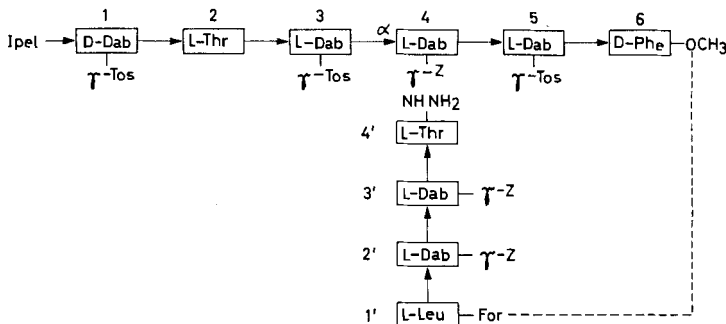 1 2 3 4 5 6
Ipel D-Dab L-Thr L-Dab α L-Dab L-Dab D-Phe OCH3
γ-Tos γ-Tos γ-Z γ-Tos
NH NH2
4' L-Thr
3' L-Dab γ-Z
2' L-Dab γ-Z
1' L-Leu For